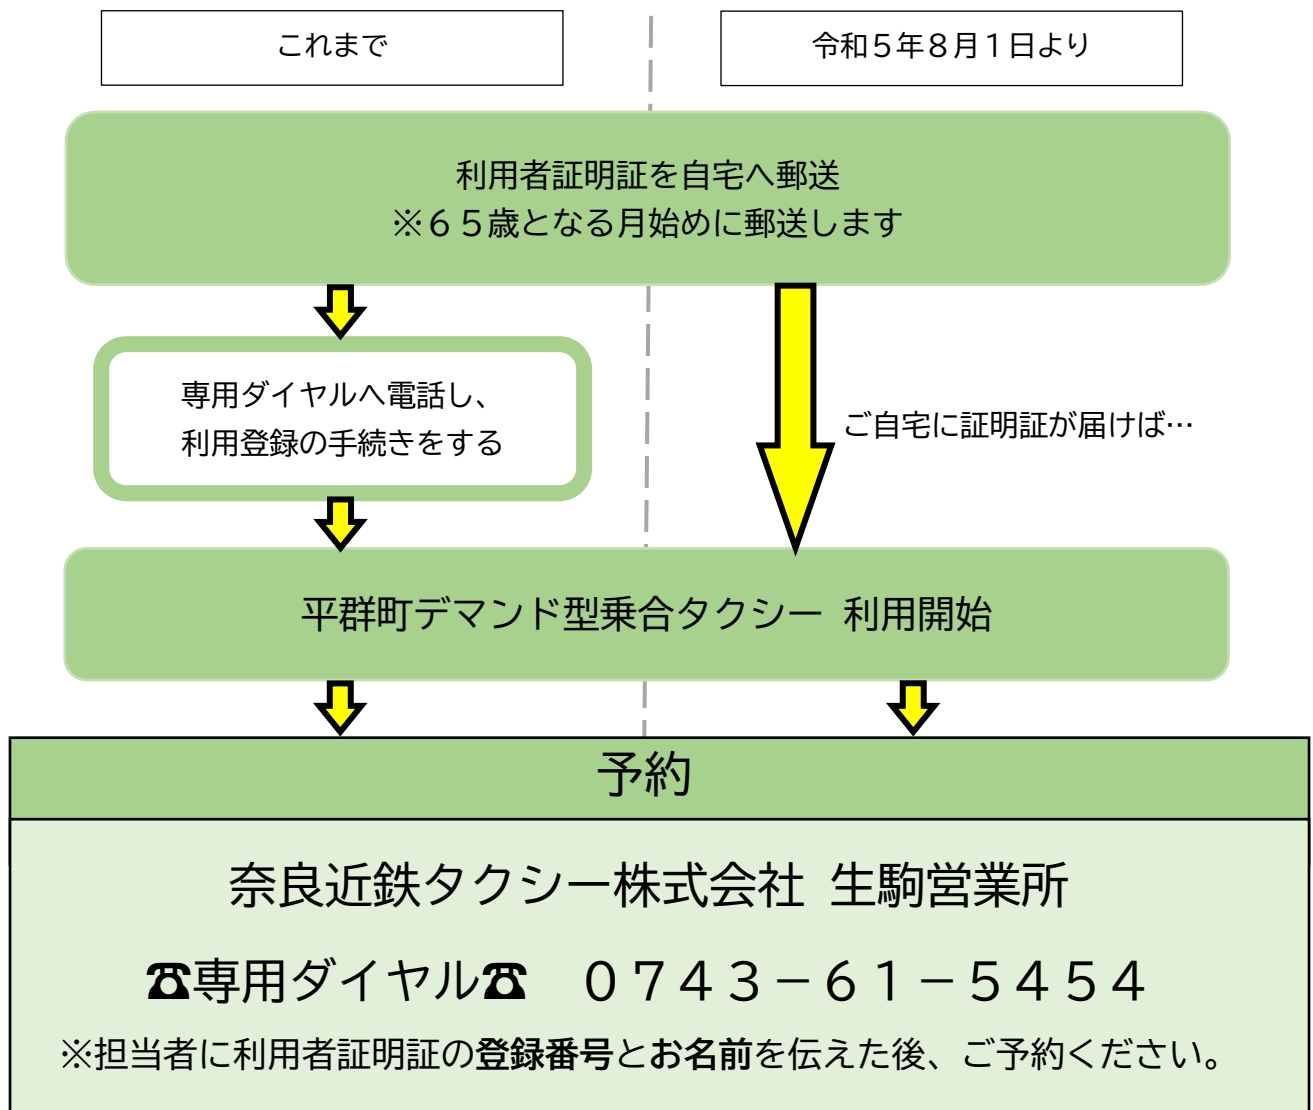 これまで
令和５年８月１日より
利用者証明証を自宅へ郵送
※６５歳となる月始めに郵送します
専用ダイヤルへ電話し、
利用登録の手続きをする
ご自宅に証明証が届けば…
平群町デマンド型乗合タクシー 利用開始
予約
奈良近鉄タクシー株式会社 生駒営業所
☎専用ダイヤル☎　０７４３－６１－５４５４
※担当者に利用者証明証の登録番号とお名前を伝えた後、ご予約ください。